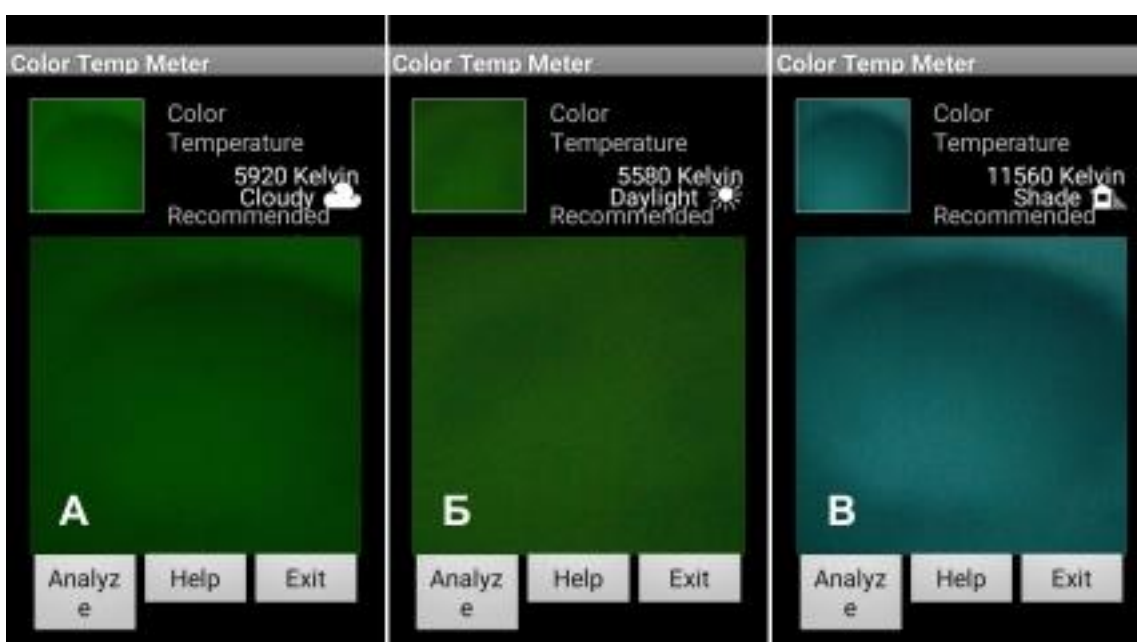 Color Temp Meter
Color
Temperature
5920 Kelvin
Cloudy
Recommended
А
Analyz
e
Help
Exit
Color Temp Meter
Color
Temperature
5580 Kelvin
Daylight
Recommended
Б
Analyz
e
Help
Exit
Color Temp Meter
Color
Temperature
11560 Kelvin
Shade
Recommended
В
Analyz
e
Help
Exit